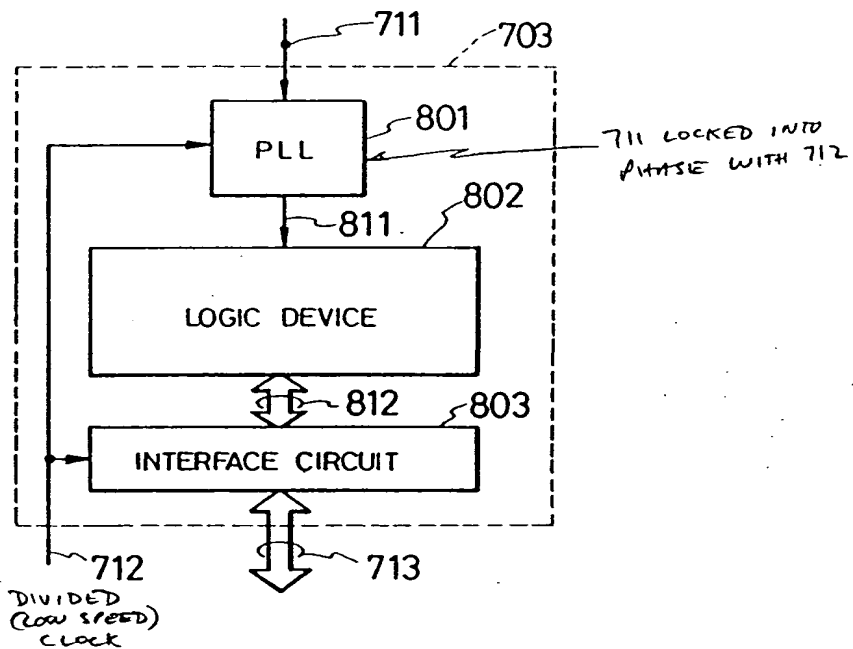 711
703
801
PLL
711 LOCKED INTO
PHASE WITH 712
811
802
LOGIC DEVICE
812
803
INTERFACE CIRCUIT
712
713
DIVIDED
(LOW SPEED)
CLOCK